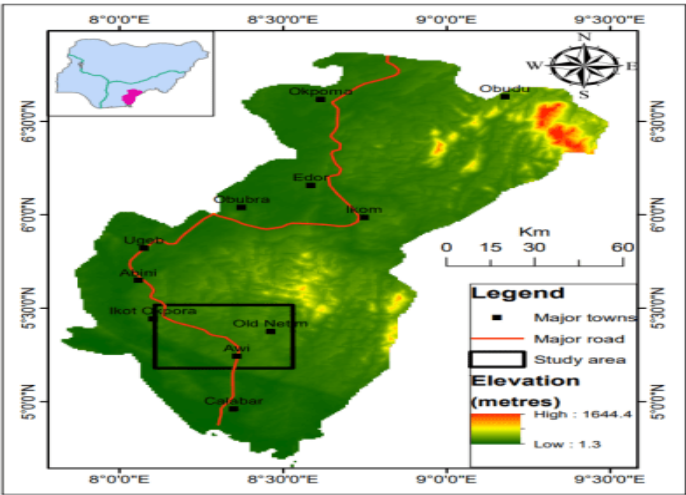 8°0'0"E 8°30'0"E 9°0'0"E 9°30'0"E
N
W E
S
Okpoma
Obudu
6°30'0"N 6°30'0"N
Edor
Obubra
Ikom
6°0'0"N 6°0'0"N
Ugep
Km
0 15 30 60
Apini
5°30'0"N 5°30'0"N
Ikot Okpora
Old Netim
Awi
Calabar
5°0'0"N 5°0'0"N
Legend
Major towns
Major road
Study area
Elevation
(metres)
High : 1644.4
Low : 1.3
8°0'0"E 8°30'0"E 9°0'0"E 9°30'0"E